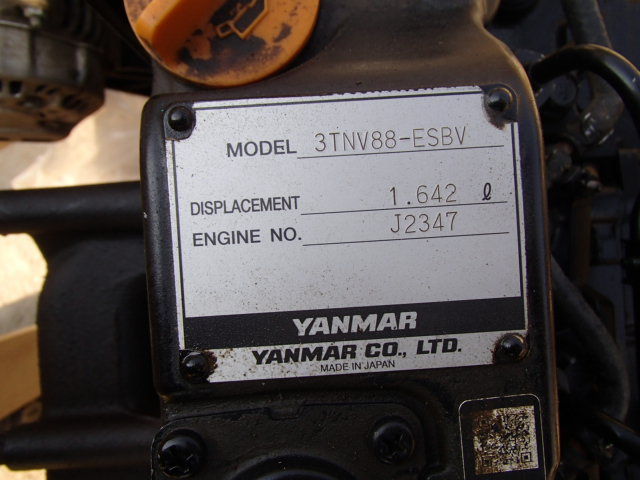 MODEL 3TNV88-ESBV
DISPLACEMENT 1.642 ℓ
ENGINE NO. J2347
YANMAR
YANMAR CO., LTD.
MADE IN JAPAN